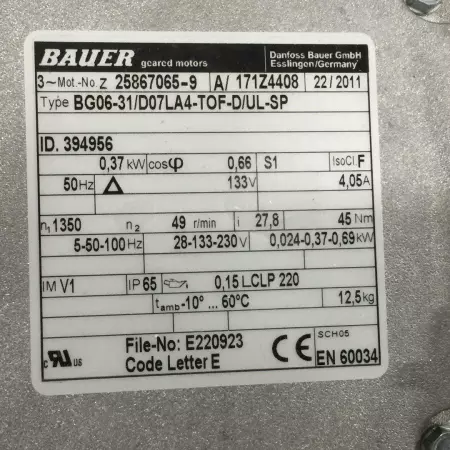 BAUER geared motors Danfoss Bauer GmbH
Esslingen/Germany
3~Mot.-No. Z 25867065-9 A/ 171Z4408 22/2011
Type BG06-31/D07LA4-TOF-D/UL-SP
ID. 394956
0,37 kW cosφ 0,66 S1 IsoCl F
50Hz Δ 133V 4,05A
n₁1350 n₂ 49 r/min i 27,8 45 Nm
5-50-100 Hz 28-133-230 V 0,024-0,37-0,69 kW
IM V1 IP 65 0,15 L CLP 220
tamb -10° ... 60°C 12,5kg
File-No: E220923 SCH05
c RU us Code Letter E CE EN 60034